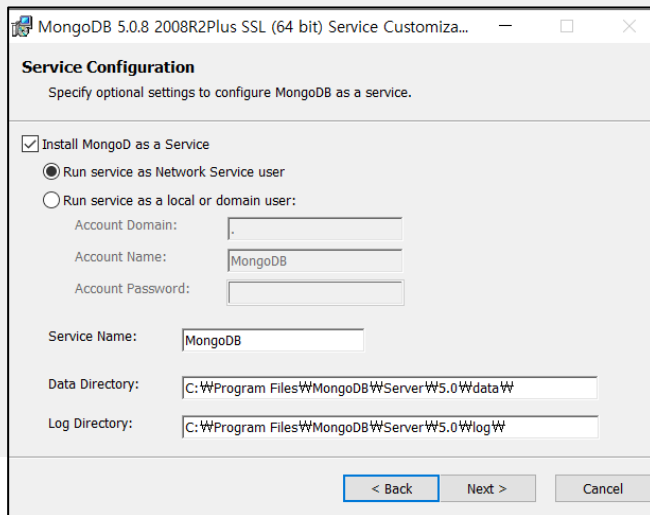 MongoDB 5.0.8 2008R2Plus SSL (64 bit) Service Customiza...
Service Configuration
Specify optional settings to configure MongoDB as a service.
Install MongoD as a Service
Run service as Network Service user
Run service as a local or domain user:
Account Domain: .
Account Name: MongoDB
Account Password:
Service Name: MongoDB
Data Directory: C:₩Program Files₩MongoDB₩Server₩5.0₩data₩
Log Directory: C:₩Program Files₩MongoDB₩Server₩5.0₩log₩
< Back Next > Cancel